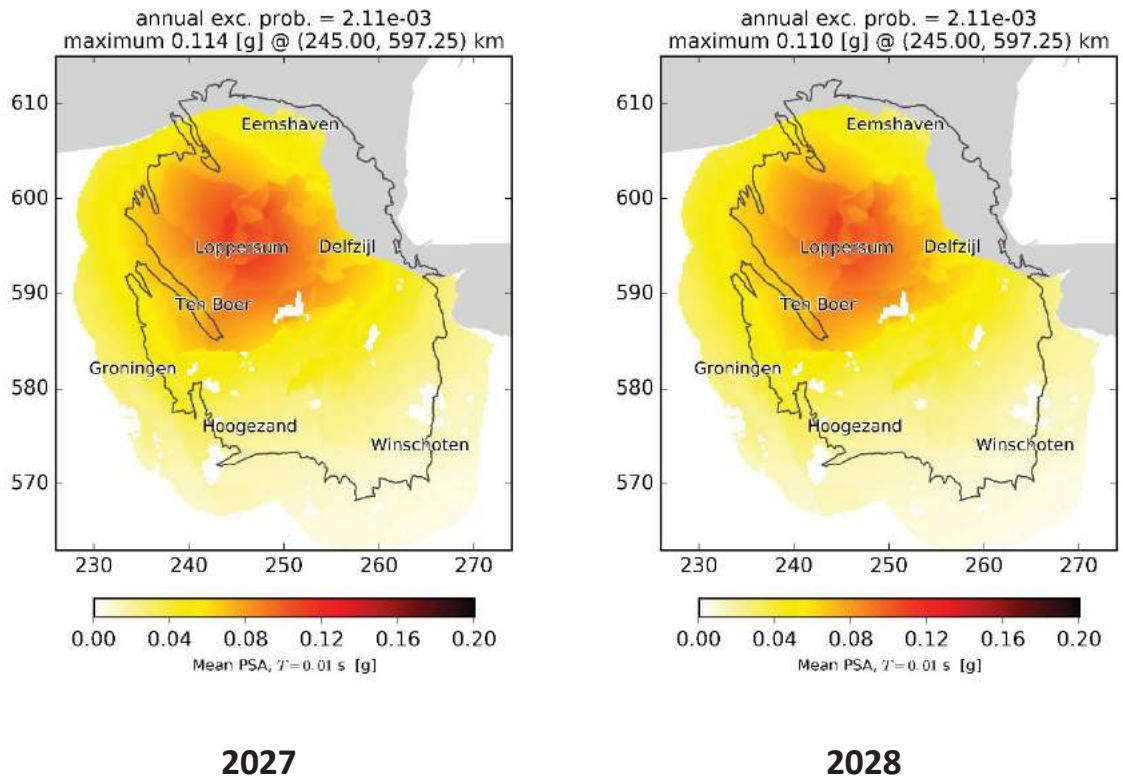 annual exc. prob. = 2.11e-03
maximum 0.114 [g] @ (245.00, 597.25) km
610
600
590
580
570
230 240 250 260 270
Eemshaven
Loppersum Delfzijl
Ten Boer
Groningen
Hoogezand
Winschoten
0.00 0.04 0.08 0.12 0.16 0.20
Mean PSA, T=0.01 s [g]
2027
annual exc. prob. = 2.11e-03
maximum 0.110 [g] @ (245.00, 597.25) km
610
600
590
580
570
230 240 250 260 270
Eemshaven
Loppersum Delfzijl
Ten Boer
Groningen
Hoogezand
Winschoten
0.00 0.04 0.08 0.12 0.16 0.20
Mean PSA, T=0.01 s [g]
2028